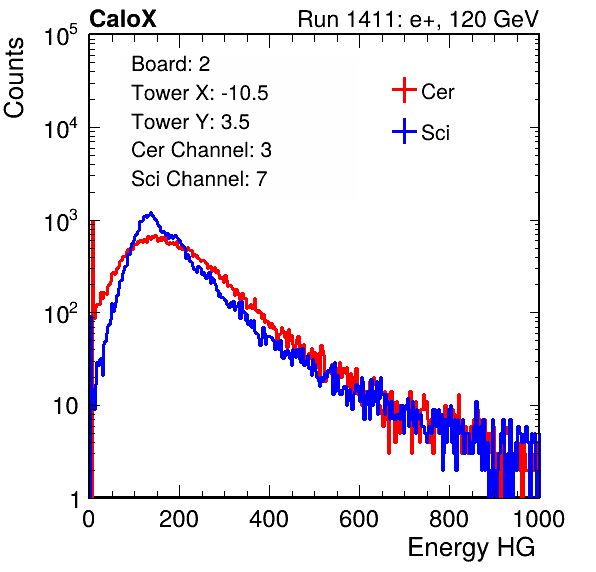 CaloX Run 1411: e+, 120 GeV
Counts
Board: 2
Tower X: -10.5
Tower Y: 3.5
Cer Channel: 3
Sci Channel: 7
Cer
Sci
10^5
10^4
10^3
10^2
10
1
0 200 400 600 800 1000
Energy HG